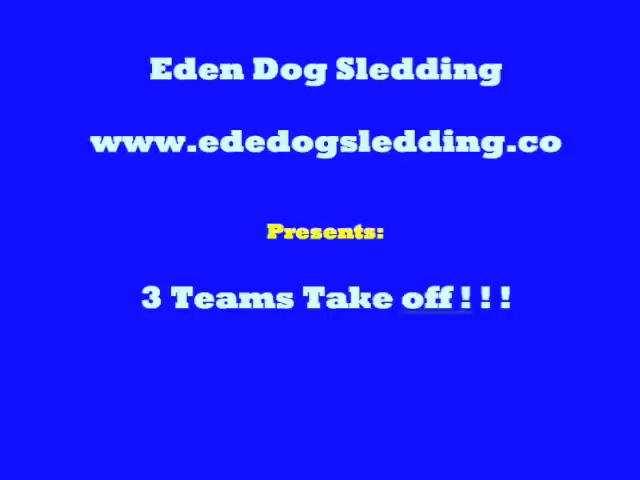 Eden Dog Sledding
www.ededogsledding.co
Presents:
3 Teams Take off ! ! !